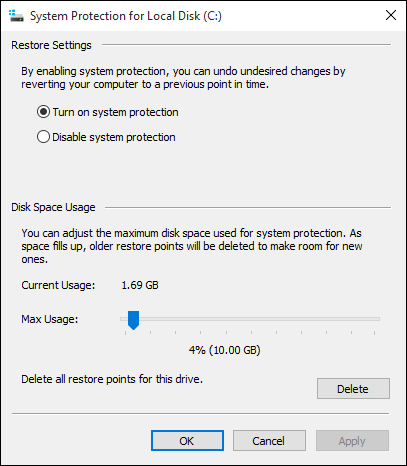 System Protection for Local Disk (C:)
Restore Settings
By enabling system protection, you can undo undesired changes by
reverting your computer to a previous point in time.
Turn on system protection
Disable system protection
Disk Space Usage
You can adjust the maximum disk space used for system protection. As
space fills up, older restore points will be deleted to make room for new
ones.
Current Usage: 1.69 GB
Max Usage:
4% (10.00 GB)
Delete all restore points for this drive.
Delete
OK Cancel Apply